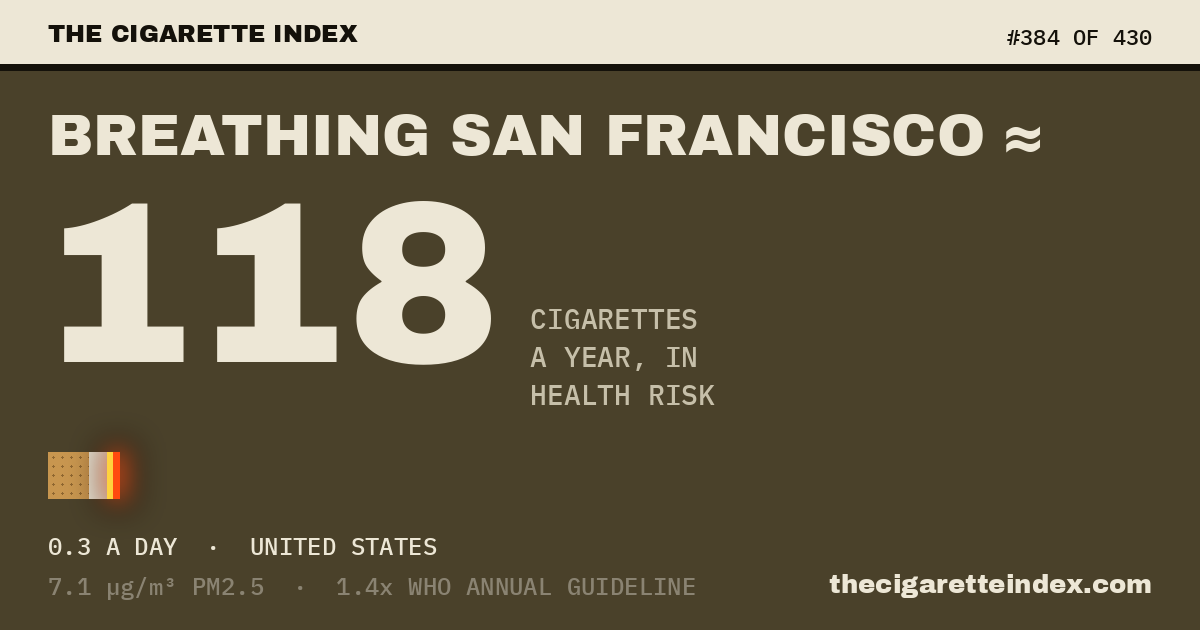 THE CIGARETTE INDEX
#384 OF 430
BREATHING SAN FRANCISCO ≈
118
CIGARETTES
A YEAR, IN
HEALTH RISK
0.3 A DAY · UNITED STATES
7.1 µg/m³ PM2.5 · 1.4x WHO ANNUAL GUIDELINE
thecigaretteindex.com